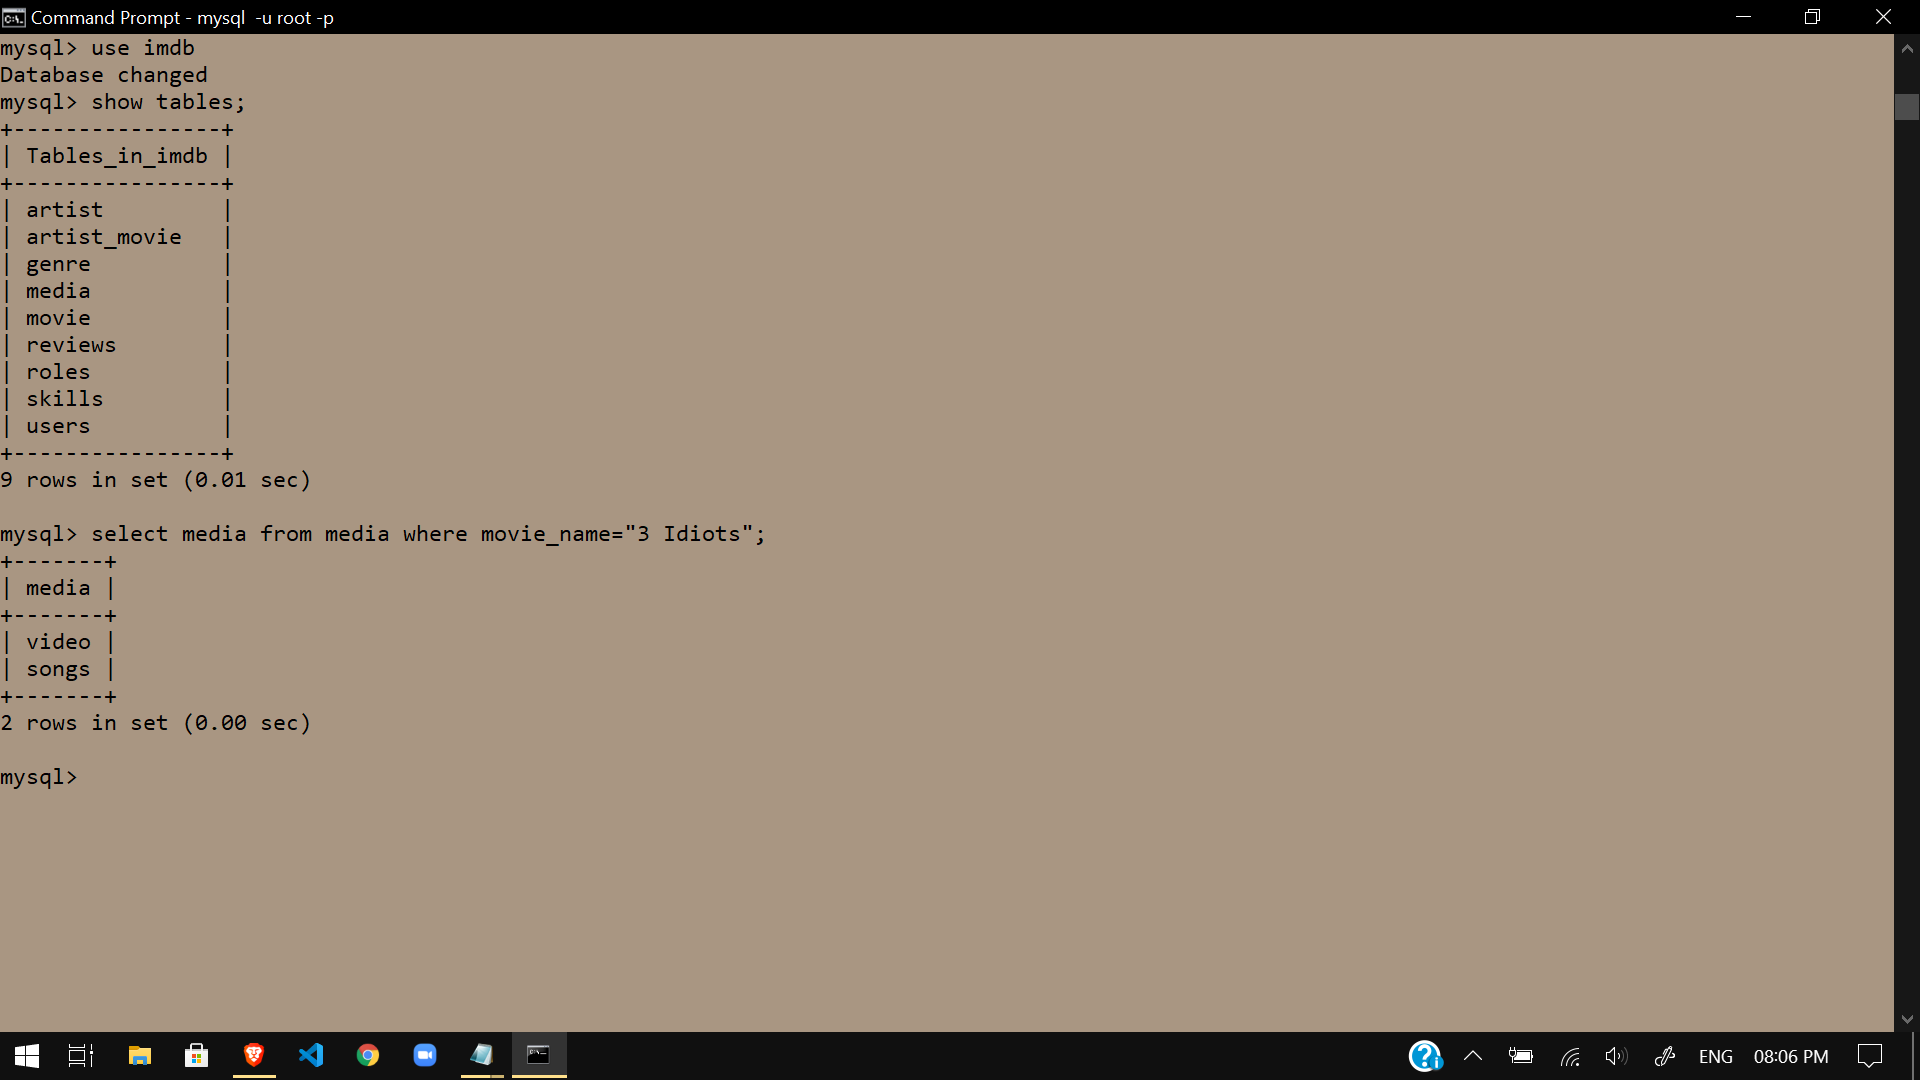 Command Prompt - mysql  -u root -p
mysql> use imdb
Database changed
mysql> show tables;
+----------------+
| Tables_in_imdb |
+----------------+
| artist         |
| artist_movie   |
| genre          |
| media          |
| movie          |
| reviews        |
| roles          |
| skills         |
| users          |
+----------------+
9 rows in set (0.01 sec)
mysql> select media from media where movie_name="3 Idiots";
+-------+
| media |
+-------+
| video |
| songs |
+-------+
2 rows in set (0.00 sec)
mysql>
ENG 08:06 PM